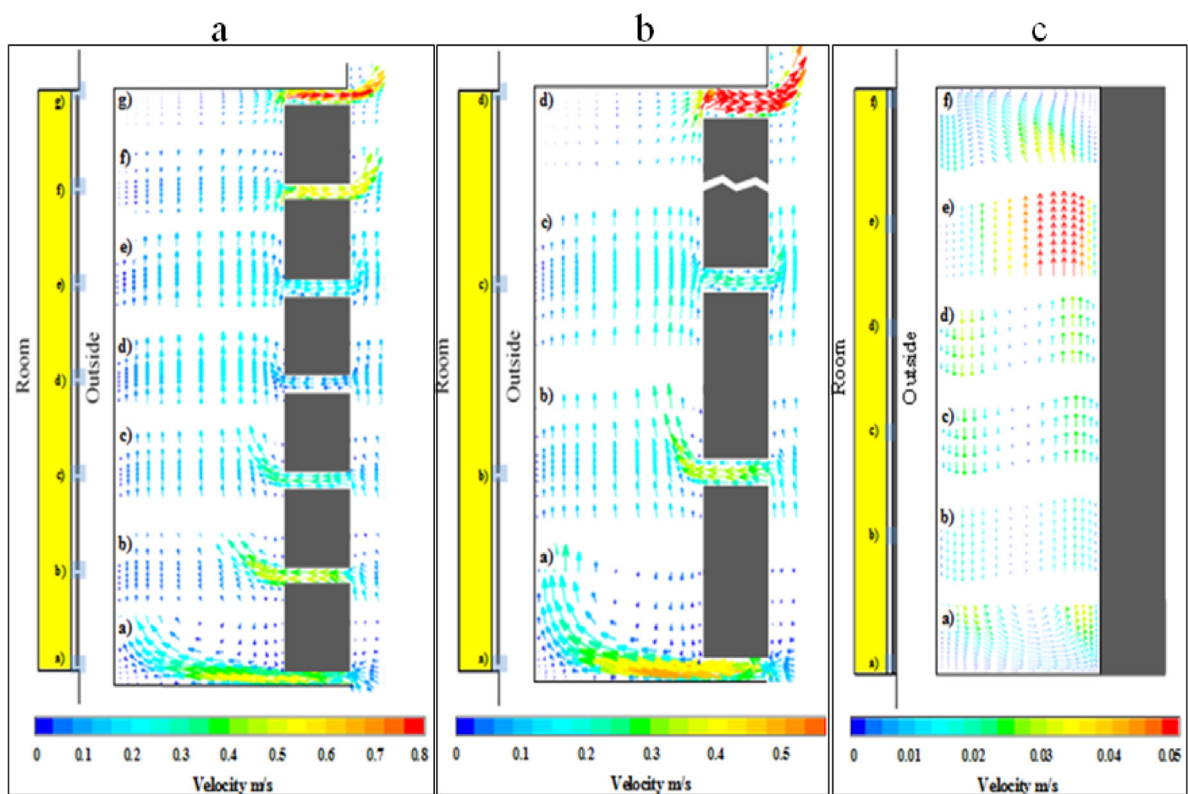 a
b
c
g)
f)
e)
d)
c)
b)
a)
Room
Outside
g)
f)
e)
d)
c)
b)
a)
0 0.1 0.2 0.3 0.4 0.5 0.6 0.7 0.8
Velocity m/s
d)
c)
b)
a)
Room
Outside
d)
c)
b)
a)
0 0.1 0.2 0.3 0.4 0.5
Velocity m/s
f)
e)
d)
c)
b)
a)
Room
Outside
f)
e)
d)
c)
b)
a)
0 0.01 0.02 0.03 0.04 0.05
Velocity m/s